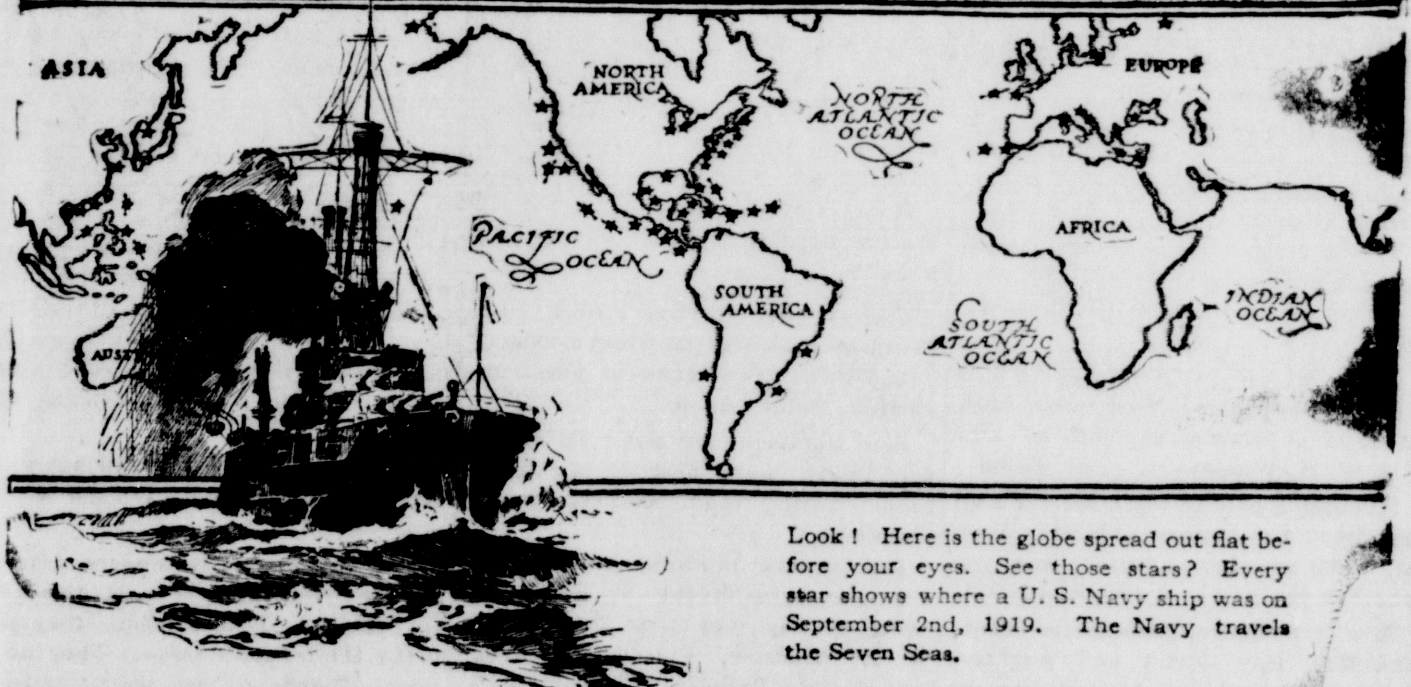 ASIA
NORTH
AMERICA
NORTH
ATLANTIC
OCEAN
EUROPE
PACIFIC
OCEAN
AFRICA
SOUTH
AMERICA
SOUTH
ATLANTIC
OCEAN
INDIAN
OCEAN
AUST
Look! Here is the globe spread out flat be-
fore your eyes. See those stars? Every
star shows where a U. S. Navy ship was on
September 2nd, 1919. The Navy travels
the Seven Seas.